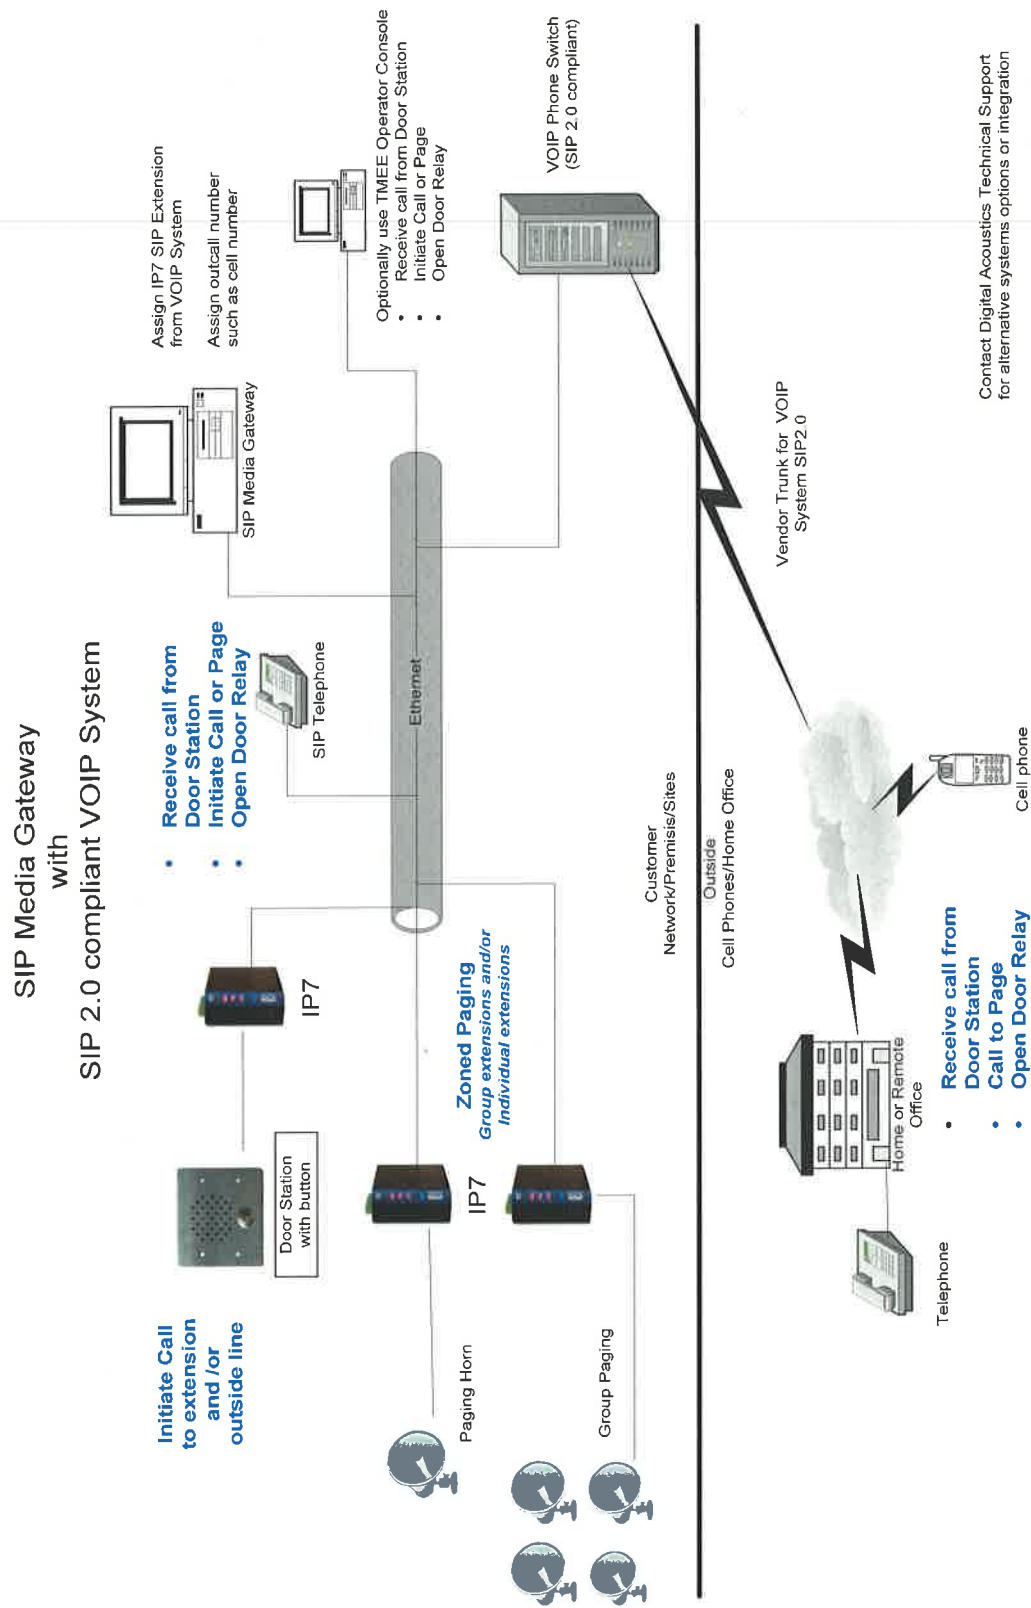 SIP Media Gateway
with
SIP 2.0 compliant VOIP System
Initiate Call
to extension
and /or
outside line
Door Station
with button
IP7
• Receive call from
Door Station
• Initiate Call or Page
• Open Door Relay
SIP Telephone
SIP Media Gateway
Assign IP7 SIP Extension
from VOIP System
Assign outcall number
such as cell number
Optionally use TMEE Operator Console
• Receive call from Door Station
• Initiate Call or Page
• Open Door Relay
Ethernet
Paging Horn
IP7
Zoned Paging
Group extensions and/or
Individual extensions
Group Paging
VOIP Phone Switch
(SIP 2.0 compliant)
Customer
Network/Premisis/Sites
Outside
Cell Phones/Home Office
Vendor Trunk for VOIP
System SIP2.0
Telephone
Home or Remote
Office
• Receive call from
Door Station
• Call to Page
• Open Door Relay
Cell phone
Contact Digital Acoustics Technical Support
for alternative systems options or integration